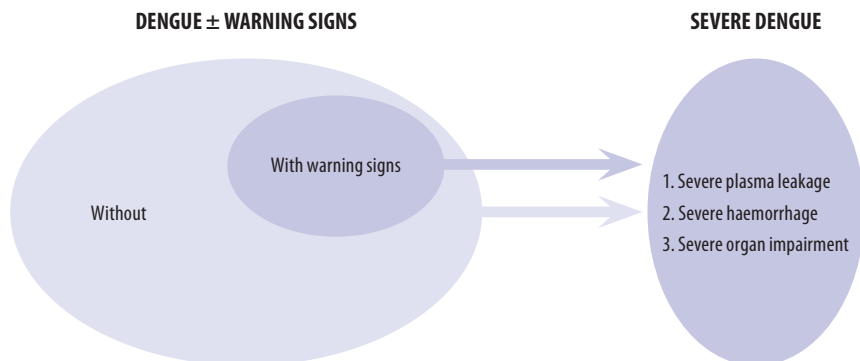 DENGUE ± WARNING SIGNS
SEVERE DENGUE
With warning signs
Without
1. Severe plasma leakage
2. Severe haemorrhage
3. Severe organ impairment